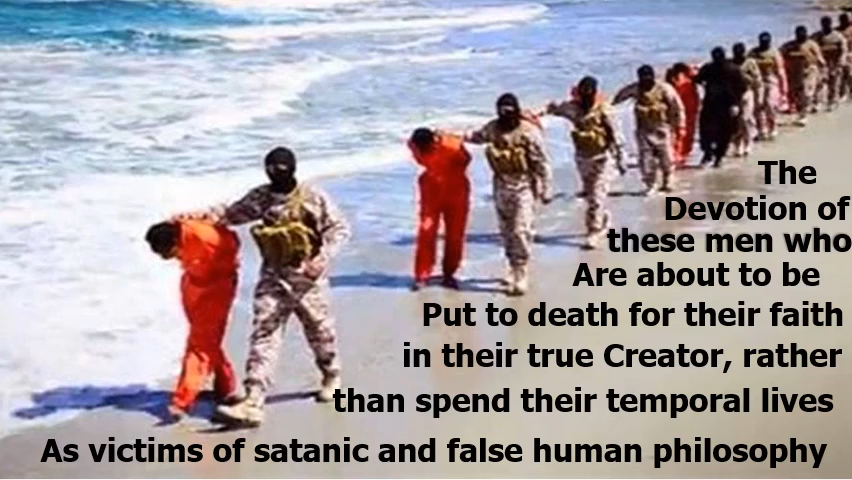 The
Devotion of
these men who
Are about to be
Put to death for their faith
in their true Creator, rather
than spend their temporal lives
As victims of satanic and false human philosophy